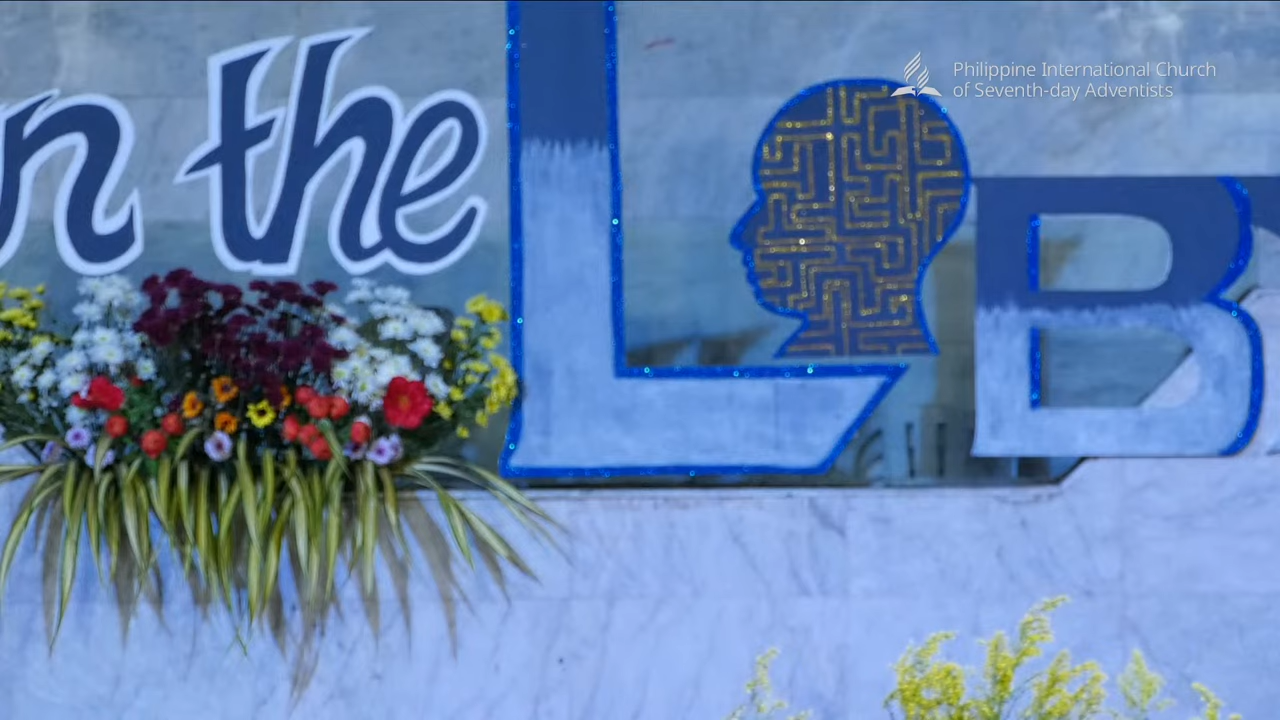 Philippine International Church
of Seventh-day Adventists
n the L B